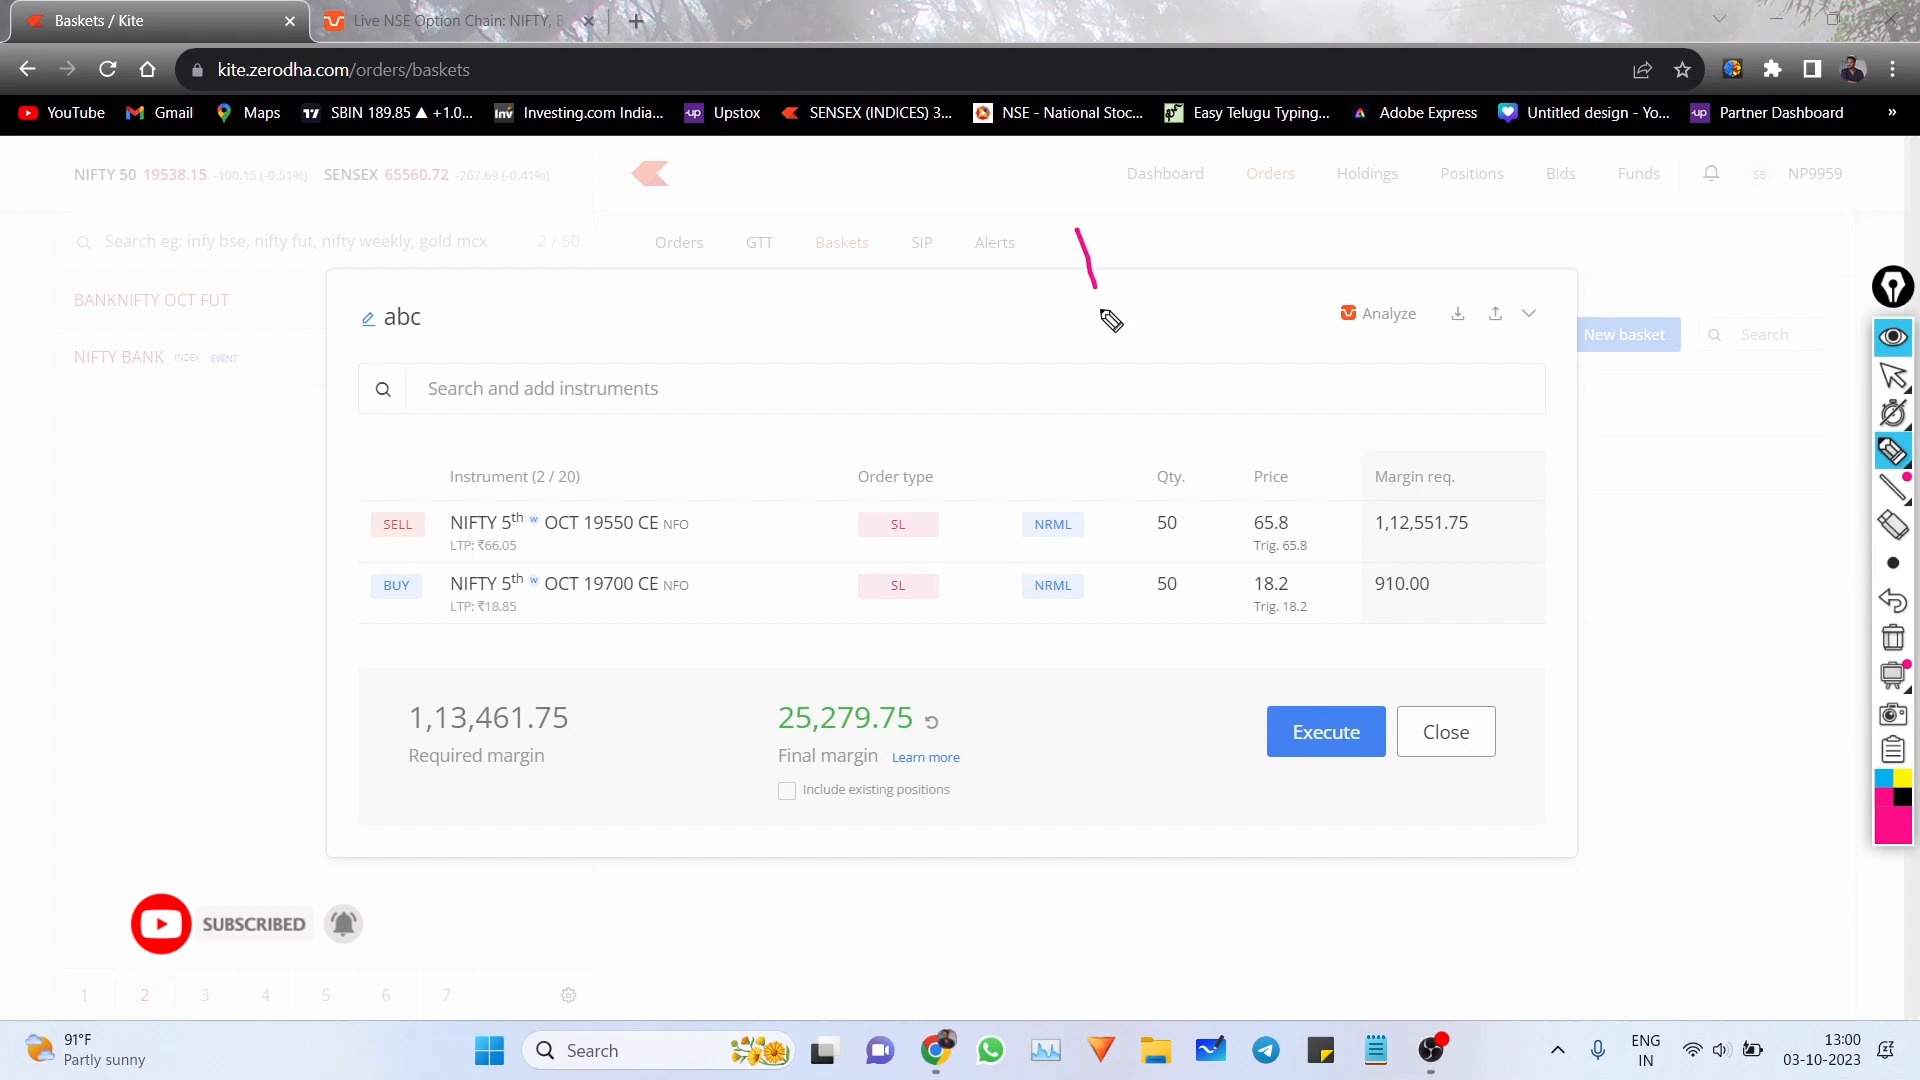 Baskets / Kite
Live NSE Option Chain: NIFTY, B
kite.zerodha.com/orders/baskets
YouTube Gmail Maps SBIN 189.85 ▲ +1.0... Investing.com India... Upstox SENSEX (INDICES) 3... NSE - National Stoc... Easy Telugu Typing... Adobe Express Untitled design - Yo... Partner Dashboard »
NIFTY 50 19538.15 -100.15 (-0.51%) SENSEX 65560.72 -267.69 (-0.41%)
Dashboard Orders Holdings Positions Bids Funds SB NP9959
Search eg: infy bse, nifty fut, nifty weekly, gold mcx 2 / 50
Orders GTT Baskets SIP Alerts
BANKNIFTY OCT FUT
NIFTY BANK INDEX EVENT
abc
Analyze
New basket Search
Search and add instruments
Instrument (2 / 20) Order type Qty. Price Margin req.
SELL NIFTY 5th w OCT 19550 CE NFO SL NRML 50 65.8 1,12,551.75
LTP: ₹66.05 Trig. 65.8
BUY NIFTY 5th w OCT 19700 CE NFO SL NRML 50 18.2 910.00
LTP: ₹18.85 Trig. 18.2
1,13,461.75 25,279.75
Required margin Final margin Learn more
Include existing positions
Execute Close
SUBSCRIBED
1 2 3 4 5 6 7
91°F
Partly sunny
Search
ENG
IN
13:00
03-10-2023